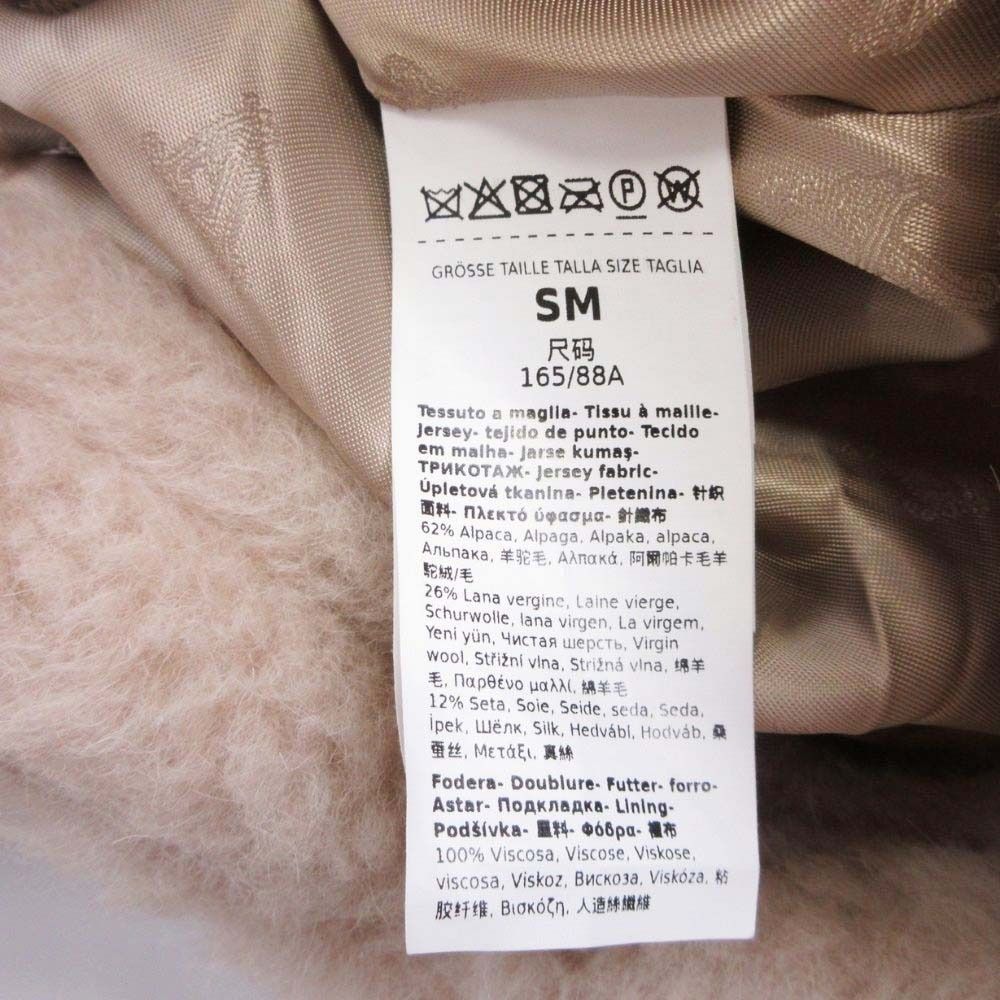 P W
GRÖSSE TAILLE TALLA SIZE TAGLIA
SM
尺码
165/88A
Tessuto a maglia- Tissu à maille-
Jersey- tejido de punto- Tecido
em malha- Jarse kumaş-
ТРИКОТАЖ- Jersey fabric-
Úpletová tkanina- Pletenina- 针织
面料- Πλεκτό ύφασμα- 針織布
62% Alpaca, Alpaga, Alpaka, alpaca,
Альпака, 羊驼毛, Αλπακά, 阿爾帕卡毛羊
駝絨/毛
26% Lana vergine, Laine vierge,
Schurwolle, lana virgen, La virgem,
Yeni yün, Чистая шерсть, Virgin
wool, Střižní vlna, Strižná vlna, 绵羊
毛, Παρθένο μαλλί, 綿羊毛
12% Seta, Soie, Seide, seda, Seda,
İpek, Шёлк, Silk, Hedvábí, Hodváb, 桑
蚕丝, Μετάξι, 真絲
Fodera- Doublure- Futter- forro-
Astar- Подкладка- Lining-
Podšívka- 里料- Φόδρα- 裡布
100% Viscosa, Viscose, Viskose,
viscosa, Viskoz, Вискоза, Viskóza, 粘
胶纤维, Βισκόζη, 人造絲纖維